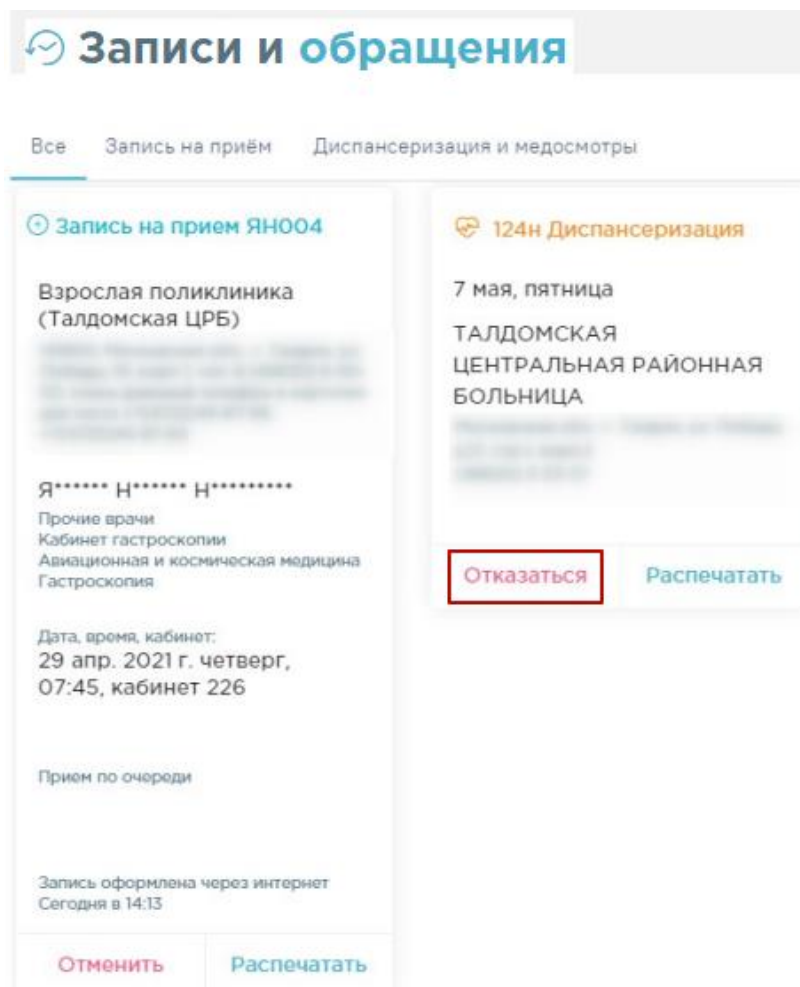 Записи и обращения
Все Запись на приём Диспансеризация и медосмотры
Запись на прием ЯН004
Взрослая поликлиника
(Талдомская ЦРБ)
Я****** Н****** Н*********
Прочие врачи
Кабинет гастроскопии
Авиационная и космическая медицина
Гастроскопия
Дата, время, кабинет:
29 апр. 2021 г. четверг,
07:45, кабинет 226
Прием по очереди
Запись оформлена через интернет
Сегодня в 14:13
Отменить Распечатать
124н Диспансеризация
7 мая, пятница
ТАЛДОМСКАЯ
ЦЕНТРАЛЬНАЯ РАЙОННАЯ
БОЛЬНИЦА
Отказаться Распечатать